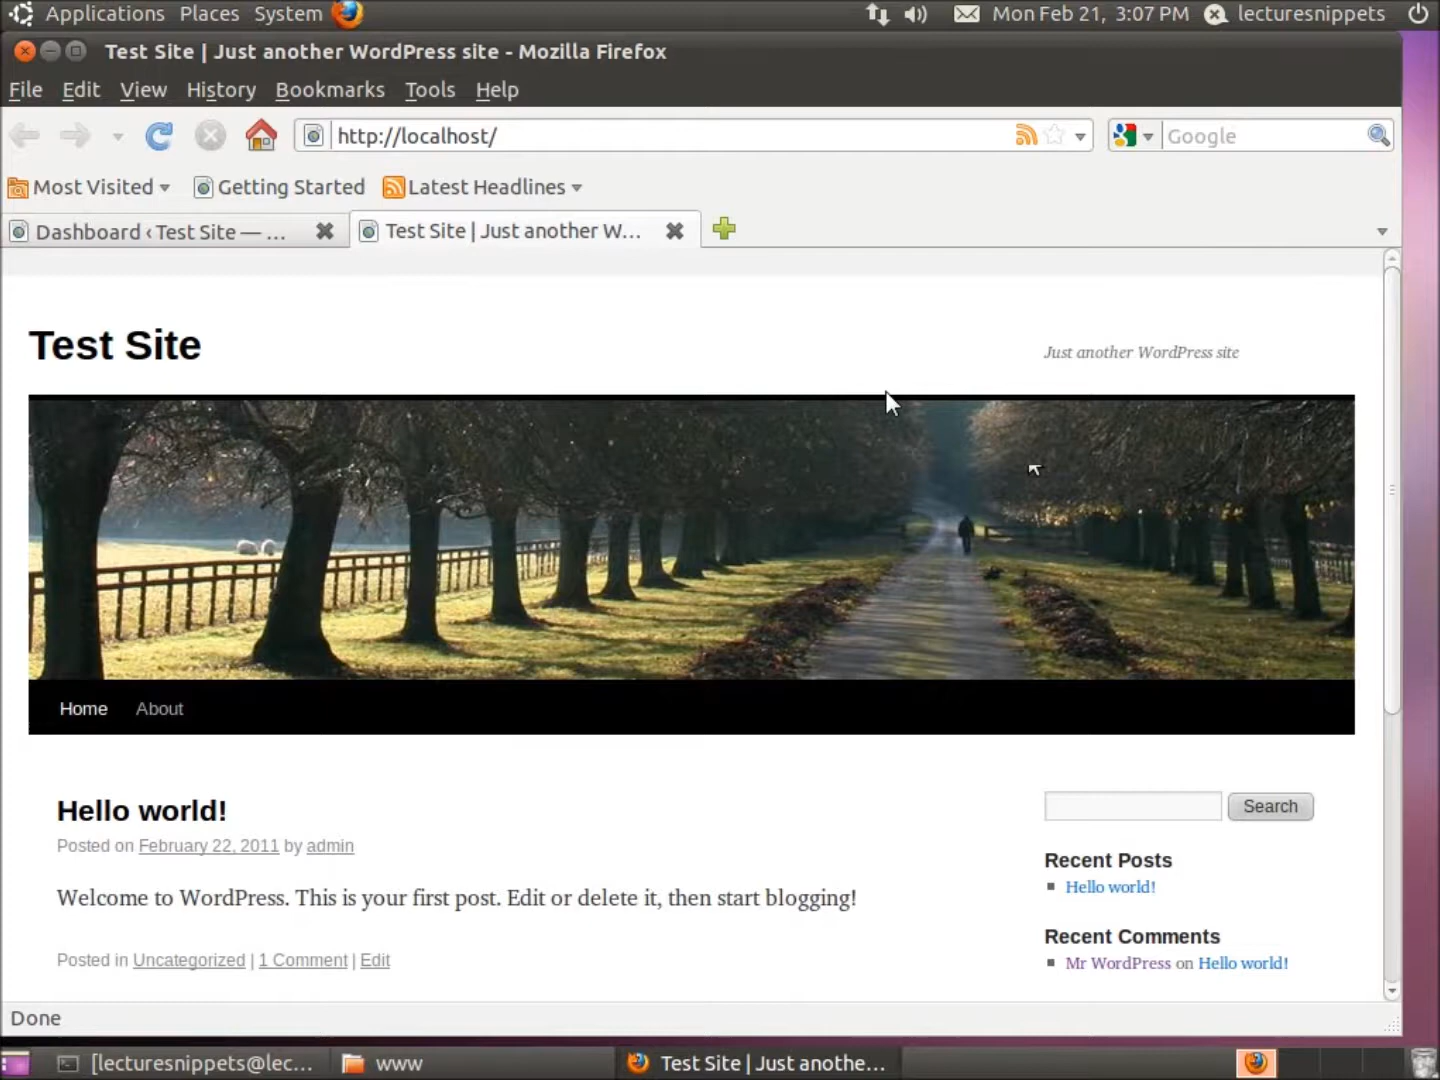 Applications Places System Mon Feb 21, 3:07 PM lecturesnippets
Test Site | Just another WordPress site - Mozilla Firefox
File Edit View History Bookmarks Tools Help
http://localhost/ Google
Most Visited Getting Started Latest Headlines
Dashboard ‹ Test Site — ... Test Site | Just another W...
Test Site
Just another WordPress site
Home About
Hello world!
Posted on February 22, 2011 by admin
Welcome to WordPress. This is your first post. Edit or delete it, then start blogging!
Posted in Uncategorized | 1 Comment | Edit
Search
Recent Posts
Hello world!
Recent Comments
Mr WordPress on Hello world!
Done
[lecturesnippets@lec... www Test Site | Just anothe...